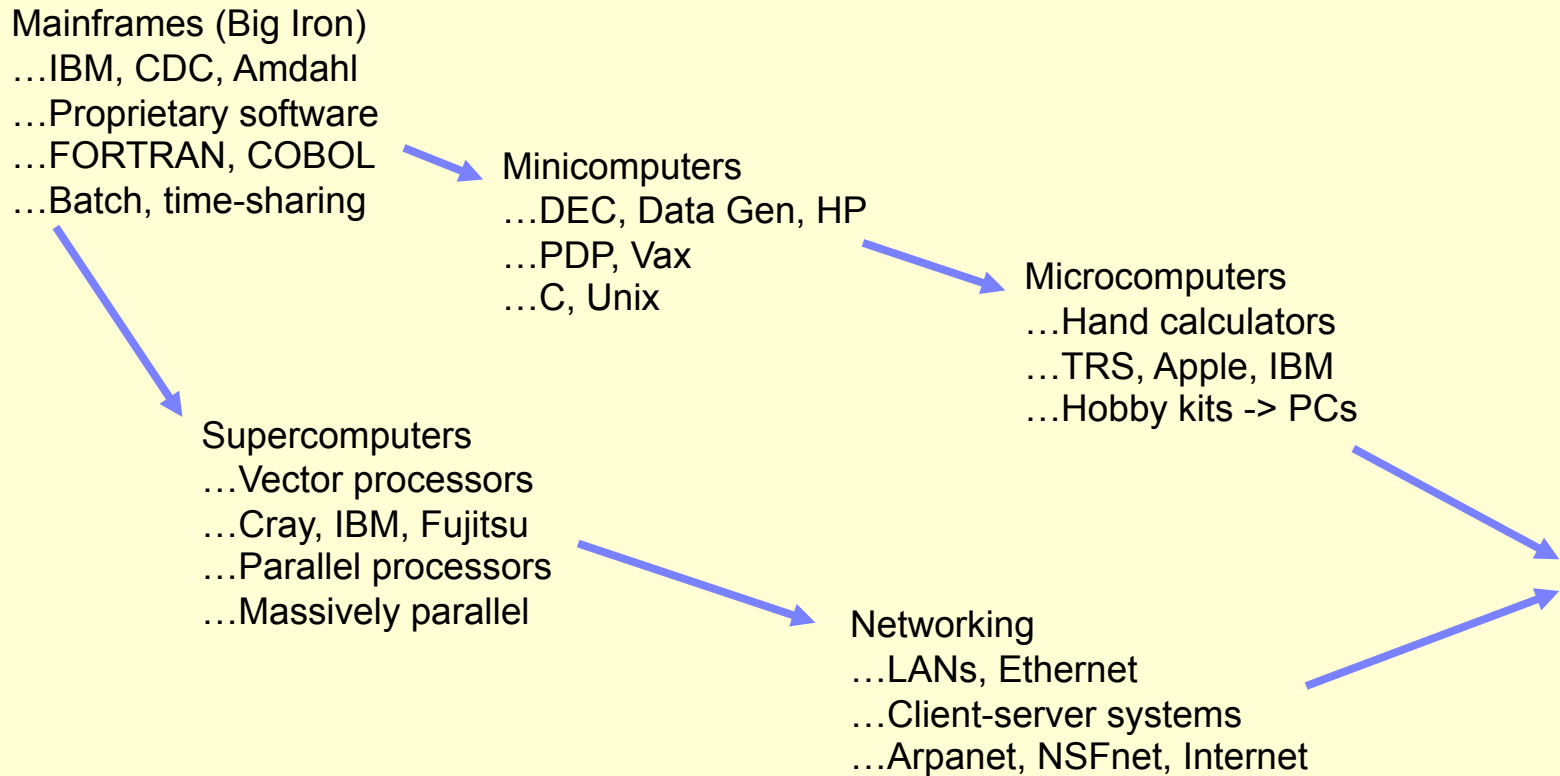 Mainframes (Big Iron)
…IBM, CDC, Amdahl
…Proprietary software
…FORTRAN, COBOL
…Batch, time-sharing
Minicomputers
…DEC, Data Gen, HP
…PDP, Vax
…C, Unix
Microcomputers
…Hand calculators
…TRS, Apple, IBM
…Hobby kits -> PCs
Supercomputers
…Vector processors
…Cray, IBM, Fujitsu
…Parallel processors
…Massively parallel
Networking
…LANs, Ethernet
…Client-server systems
…Arpanet, NSFnet, Internet